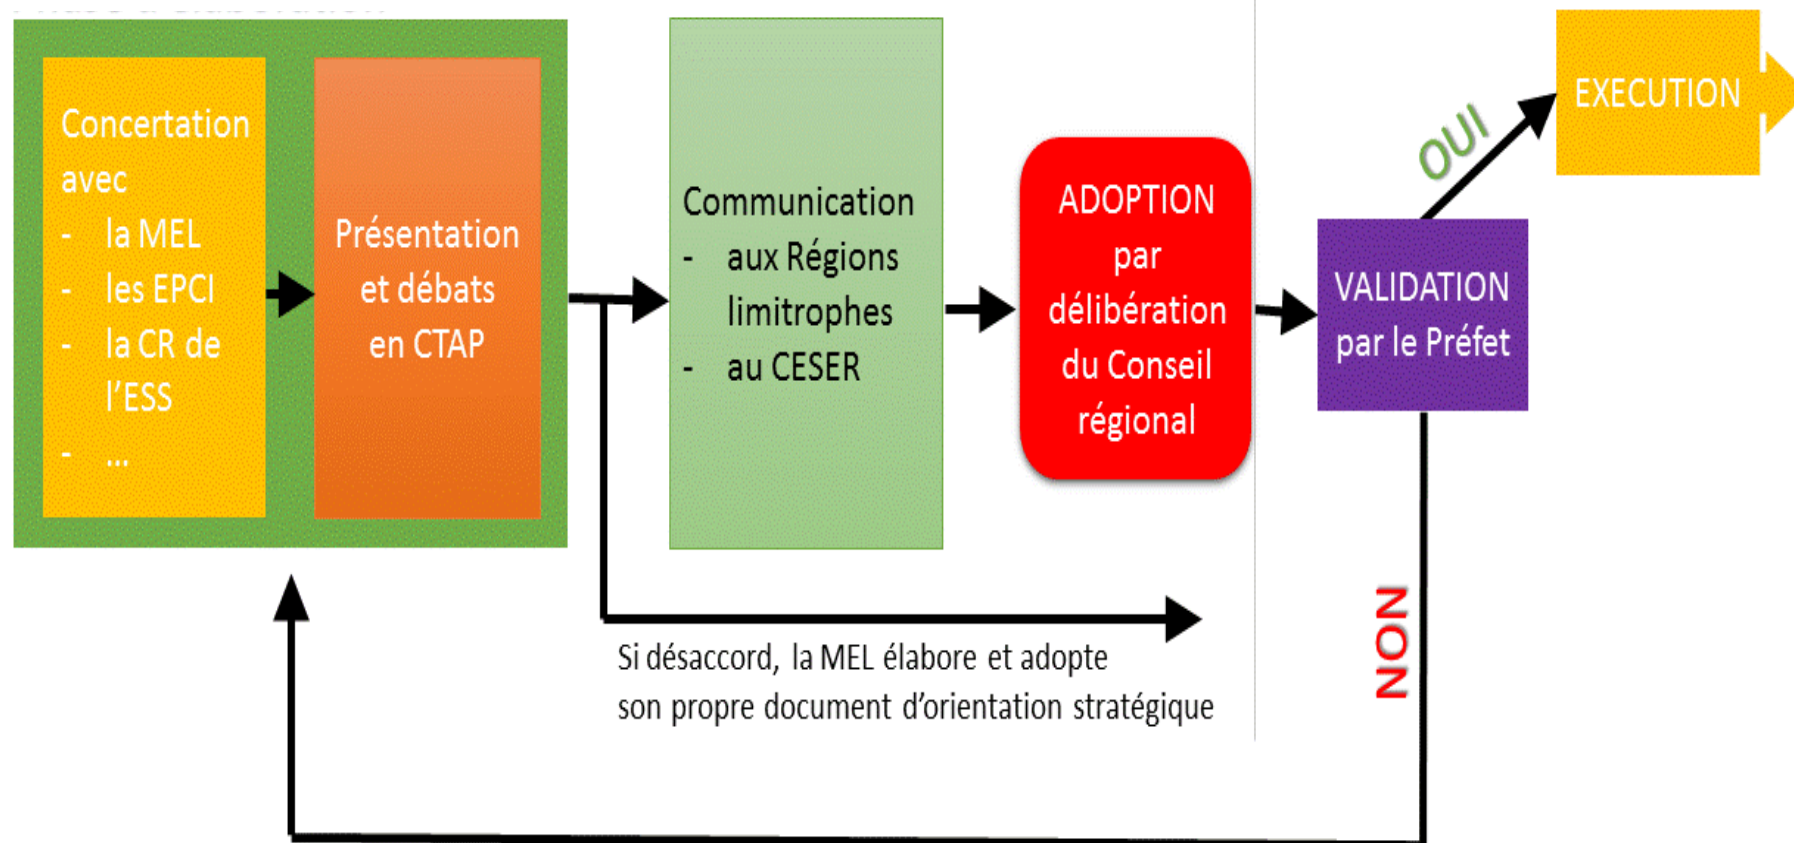 Concertation
avec
- la MEL
- les EPCI
- la CR de
l'ESS
- ...
Présentation
et débats
en CTAP
Communication
- aux Régions
limitrophes
- au CESER
ADOPTION
par
délibération
du Conseil
régional
VALIDATION
par le Préfet
OUI
EXECUTION
NON
Si désaccord, la MEL élabore et adopte
son propre document d'orientation stratégique